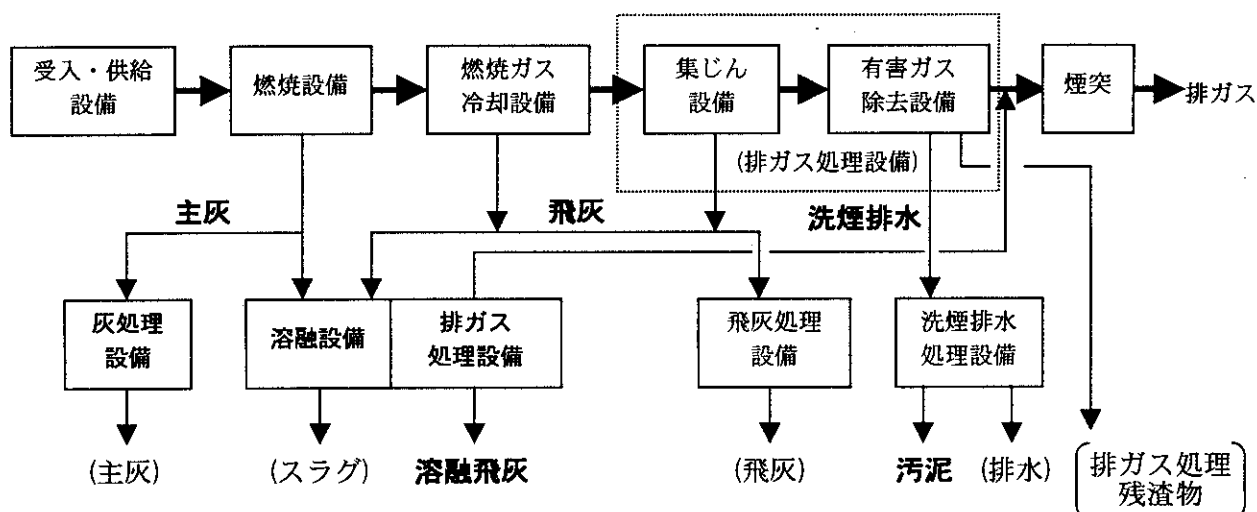 受入・供給
設備
燃焼設備
燃焼ガス
冷却設備
集じん
設備
有害ガス
除去設備
煙突
排ガス
(排ガス処理設備)
主灰
飛灰
洗煙排水
灰処理
設備
溶融設備
排ガス
処理設備
飛灰処理
設備
洗煙排水
処理設備
(主灰)
(スラグ)
溶融飛灰
(飛灰)
汚泥
(排水)
排ガス処理
残渣物